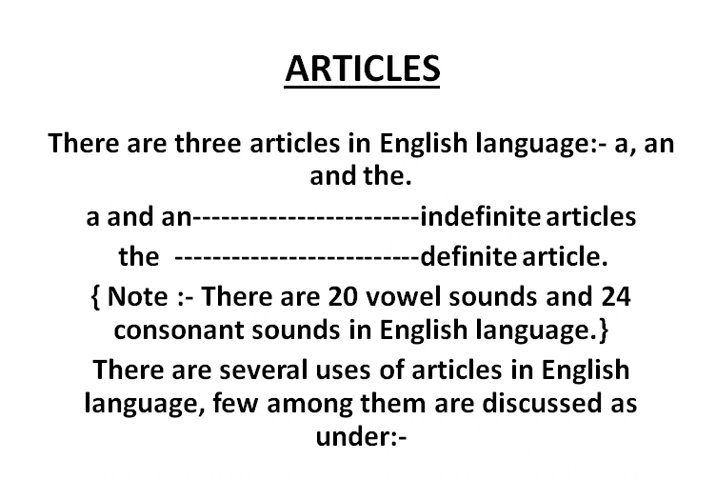 ARTICLES
There are three articles in English language:- a, an
and the.
a and an------------------------indefinite articles
the --------------------------definite article.
{ Note :- There are 20 vowel sounds and 24
consonant sounds in English language.}
There are several uses of articles in English
language, few among them are discussed as
under:-